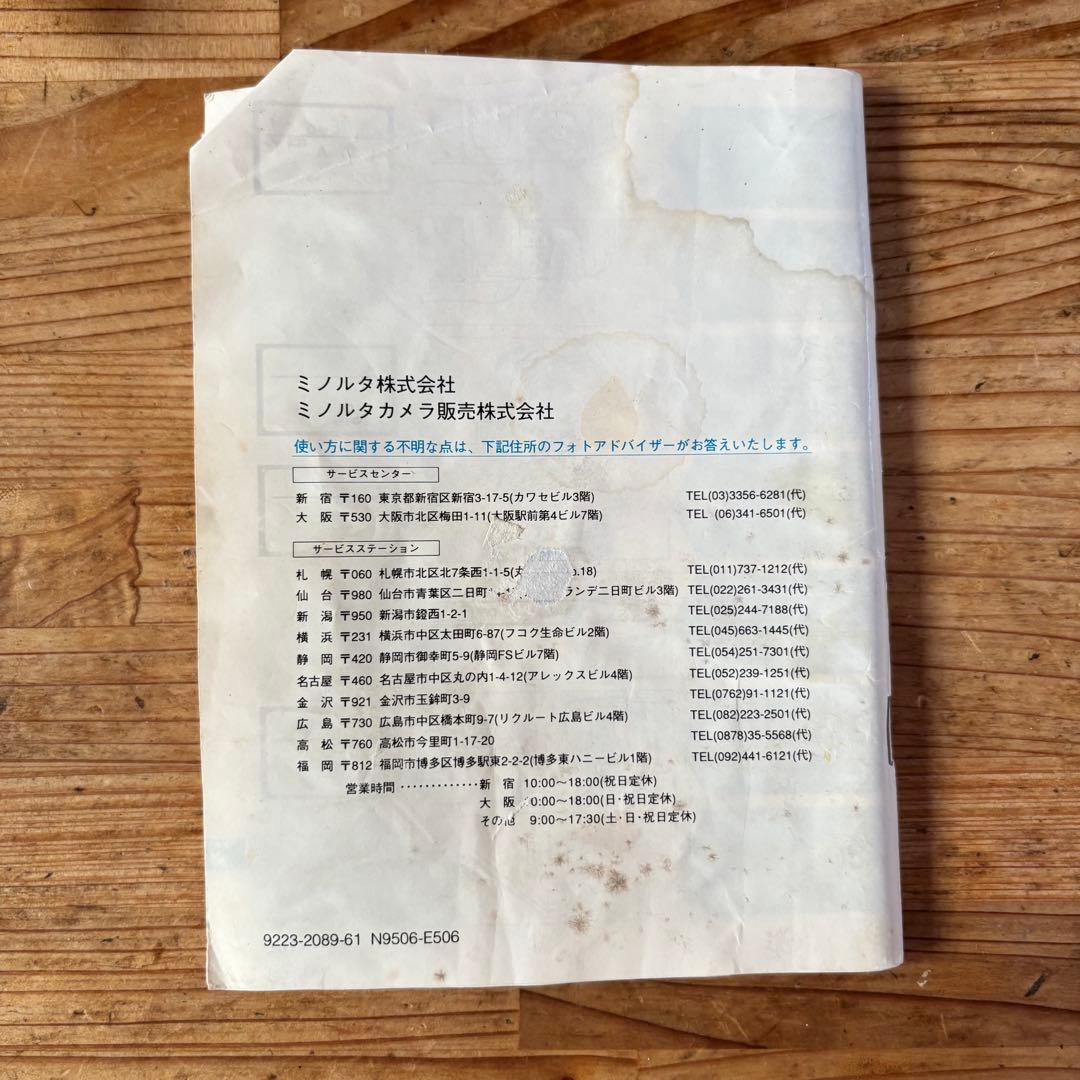 ミノルタ株式会社
ミノルタカメラ販売株式会社
使い方に関する不明な点は、下記住所のフォトアドバイザーがお答えいたします。
サービスセンター
新 宿 〒160 東京都新宿区新宿3-17-5(カワセビル3階) TEL(03)3356-6281(代)
大 阪 〒530 大阪市北区梅田1-11(大阪駅前第4ビル7階) TEL (06)341-6501(代)
サービスステーション
札 幌 〒060 札幌市北区北7条西1-1-5 .18) TEL(011)737-1212(代)
仙 台 〒980 仙台市青葉区二日町 ランデ二日町ビル3階) TEL(022)261-3431(代)
新 潟 〒950 新潟市鐙西1-2-1 TEL(025)244-7188(代)
横 浜 〒231 横浜市中区太田町6-87(フコク生命ビル2階) TEL(045)663-1445(代)
静 岡 〒420 静岡市御幸町5-9(静岡FSビル7階) TEL(054)251-7301(代)
名古屋 〒460 名古屋市中区丸の内1-4-12(アレックスビル4階) TEL(052)239-1251(代)
金 沢 〒921 金沢市玉鉾町3-9 TEL(0762)91-1121(代)
広 島 〒730 広島市中区橋本町9-7(リクルート広島ビル4階) TEL(082)223-2501(代)
高 松 〒760 高松市今里町1-17-20 TEL(0878)35-5568(代)
福 岡 〒812 福岡市博多区博多駅東2-2-2(博多東ハニービル1階) TEL(092)441-6121(代)
営業時間 ‥‥‥‥‥‥新 宿 10:00〜18:00(祝日定休)
大 阪 0:00〜18:00(日・祝日定休)
その他 9:00〜17:30(土・日・祝日定休)
9223-2089-61 N9506-E506